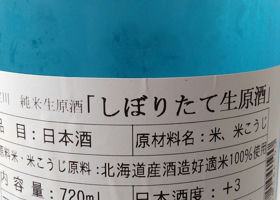 川 純米生原酒「しぼりたて生原酒」
品目:日本酒 原材料名:米、米こうじ
原料米・米こうじ原料:北海道産酒造好適米100%使用
内容量:720ml 日本酒度:+3